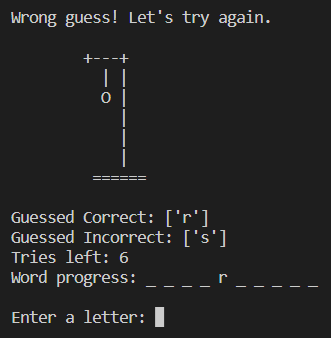 Wrong guess! Let's try again.
+---+
| |
O |
|
|
|
======
Guessed Correct: ['r']
Guessed Incorrect: ['s']
Tries left: 6
Word progress: _ _ _ _ r _ _ _ _ _
Enter a letter: